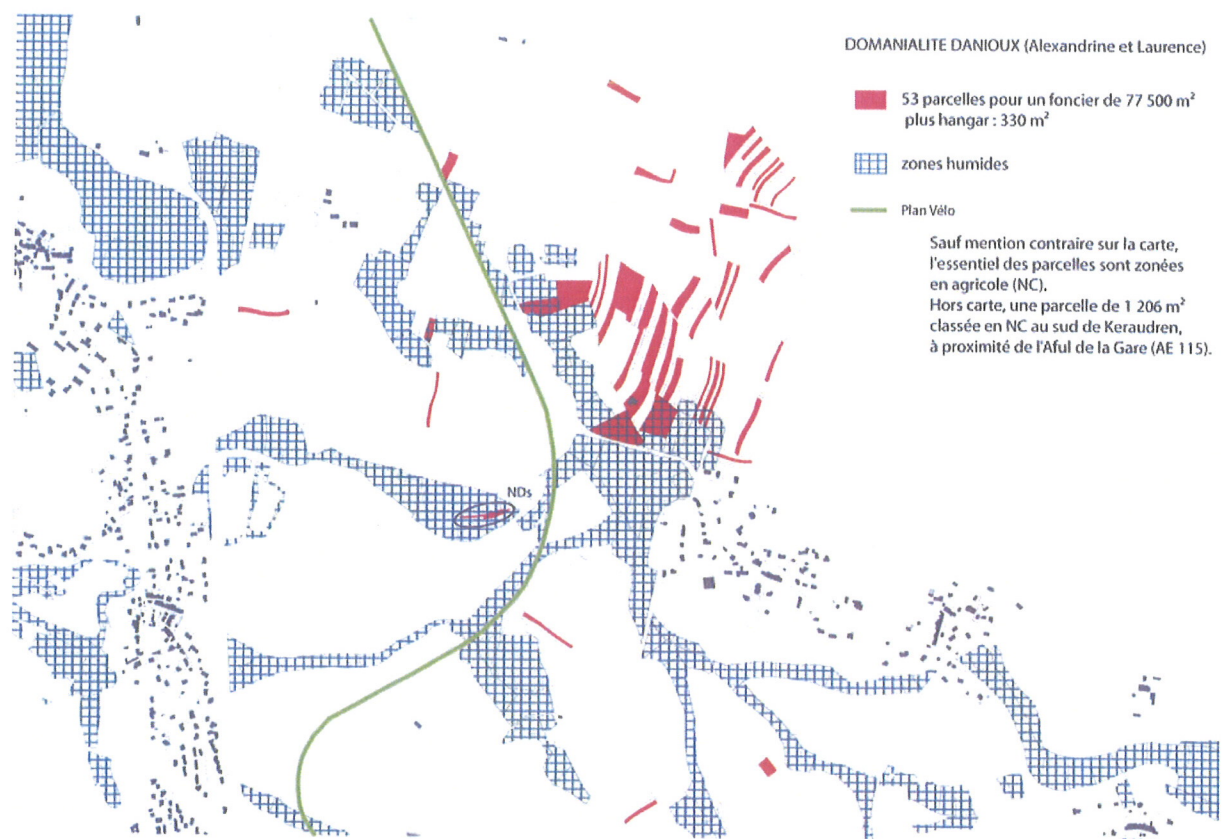 DOMANIALITE DANIOUX (Alexandrine et Laurence)
53 parcelles pour un foncier de 77 500 m²
plus hangar : 330 m²
zones humides
Plan Vélo
Sauf mention contraire sur la carte,
l'essentiel des parcelles sont zonées
en agricole (NC).
Hors carte, une parcelle de 1 206 m²
classée en NC au sud de Keraudren,
à proximité de l'Aful de la Gare (AE 115).
NDs